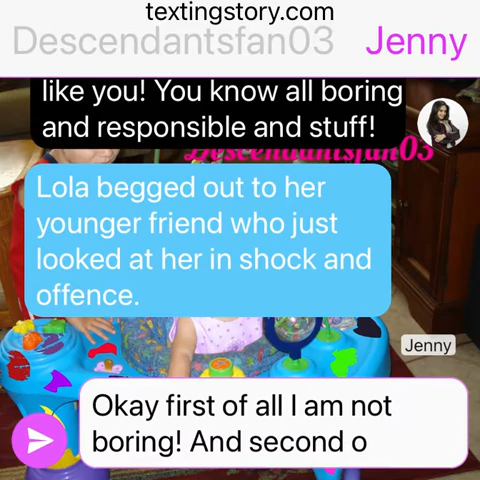 textingstory.com
Descendantsfan03 Jenny
like you! You know all boring
and responsible and stuff!
Descendantsfan03
Lola begged out to her
younger friend who just
looked at her in shock and
offence.
Jenny
Okay first of all I am not
boring! And second o